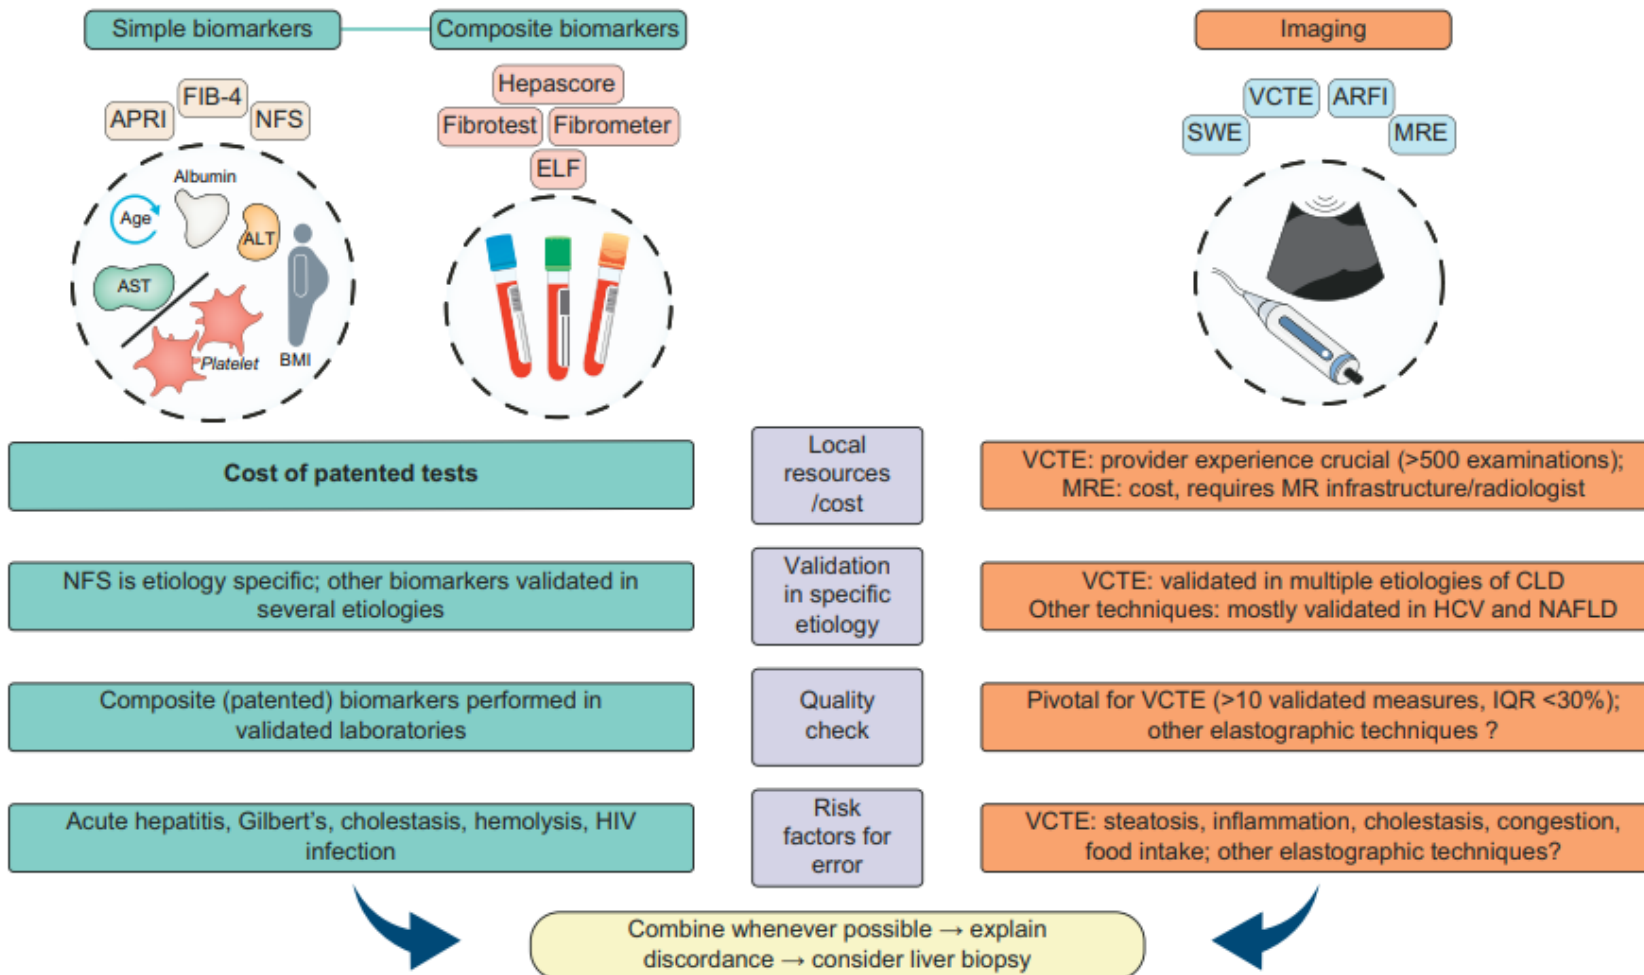 Simple biomarkers
Composite biomarkers
Imaging
APRI
FIB-4
NFS
Hepascore
Fibrotest
Fibrometer
ELF
SWE
VCTE
ARFI
MRE
Albumin
Age
ALT
AST
Platelet
BMI
Cost of patented tests
Local
resources
/cost
VCTE: provider experience crucial (>500 examinations);
MRE: cost, requires MR infrastructure/radiologist
NFS is etiology specific; other biomarkers validated in
several etiologies
Validation
in specific
etiology
VCTE: validated in multiple etiologies of CLD
Other techniques: mostly validated in HCV and NAFLD
Composite (patented) biomarkers performed in
validated laboratories
Quality
check
Pivotal for VCTE (>10 validated measures, IQR <30%);
other elastographic techniques ?
Acute hepatitis, Gilbert's, cholestasis, hemolysis, HIV
infection
Risk
factors for
error
VCTE: steatosis, inflammation, cholestasis, congestion,
food intake; other elastographic techniques?
Combine whenever possible → explain
discordance → consider liver biopsy